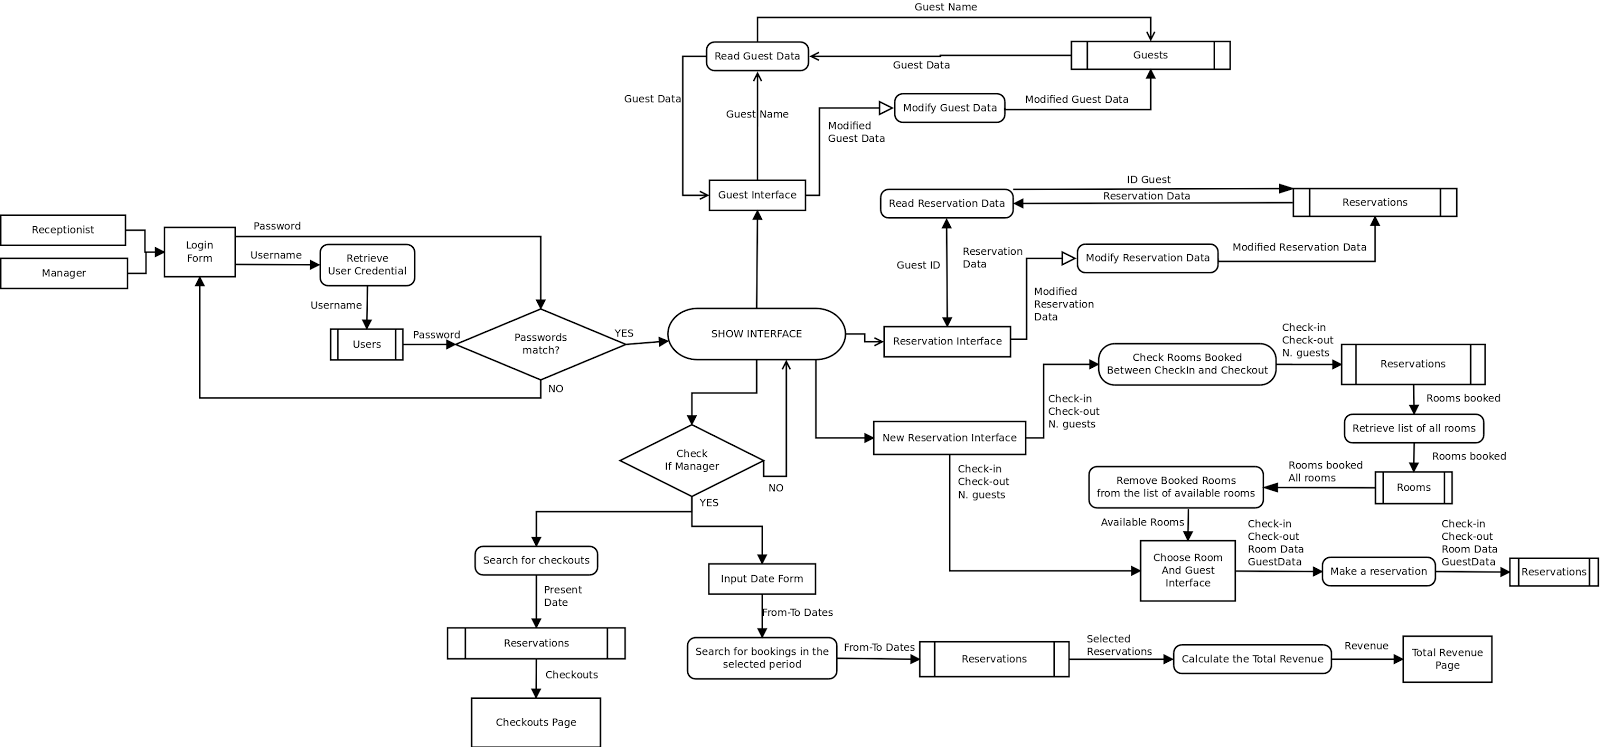 Guest Name
Read Guest Data
Guests
Guest Data
Guest Data
Guest Name
Modify Guest Data
Modified Guest Data
Modified
Guest Data
Guest Interface
ID Guest
Reservation Data
Read Reservation Data
Reservations
Receptionist
Manager
Login
Form
Password
Username
Retrieve
User Credential
Username
Users
Password
Passwords
match?
YES
NO
SHOW INTERFACE
Guest ID
Reservation
Data
Modify Reservation Data
Modified Reservation Data
Modified
Reservation
Data
Reservation Interface
Check-in
Check-out
N. guests
Check Rooms Booked
Between CheckIn and Checkout
Reservations
Rooms booked
Check-in
Check-out
N. guests
New Reservation Interface
Retrieve list of all rooms
Rooms booked
Check
If Manager
NO
YES
Check-in
Check-out
N. guests
Remove Booked Rooms
from the list of available rooms
Rooms booked
All rooms
Rooms
Available Rooms
Choose Room
And Guest
Interface
Check-in
Check-out
Room Data
GuestData
Make a reservation
Check-in
Check-out
Room Data
GuestData
Reservations
Search for checkouts
Present
Date
Reservations
Checkouts
Checkouts Page
Input Date Form
From-To Dates
Search for bookings in the
selected period
From-To Dates
Reservations
Selected
Reservations
Calculate the Total Revenue
Revenue
Total Revenue
Page